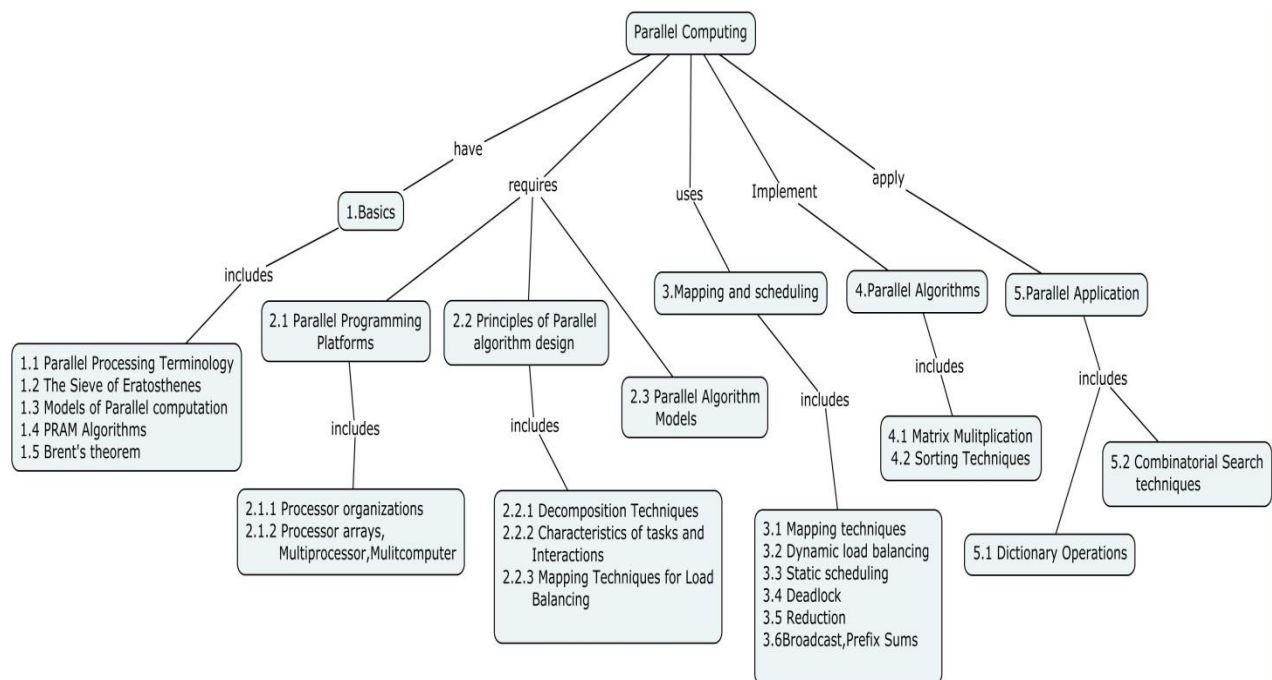 Parallel Computing
have
requires
uses
Implement
apply
1.Basics
includes
3.Mapping and scheduling
4.Parallel Algorithms
5.Parallel Application
2.1 Parallel Programming
Platforms
2.2 Principles of Parallel
algorithm design
2.3 Parallel Algorithm
Models
1.1 Parallel Processing Terminology
1.2 The Sieve of Eratosthenes
1.3 Models of Parallel computation
1.4 PRAM Algorithms
1.5 Brent's theorem
includes
includes
includes
includes
includes
4.1 Matrix Mulitplication
4.2 Sorting Techniques
5.2 Combinatorial Search
techniques
2.1.1 Processor organizations
2.1.2 Processor arrays,
Multiprocessor,Mulitcomputer
2.2.1 Decomposition Techniques
2.2.2 Characteristics of tasks and
Interactions
2.2.3 Mapping Techniques for Load
Balancing
3.1 Mapping techniques
3.2 Dynamic load balancing
3.3 Static scheduling
3.4 Deadlock
3.5 Reduction
3.6Broadcast,Prefix Sums
5.1 Dictionary Operations